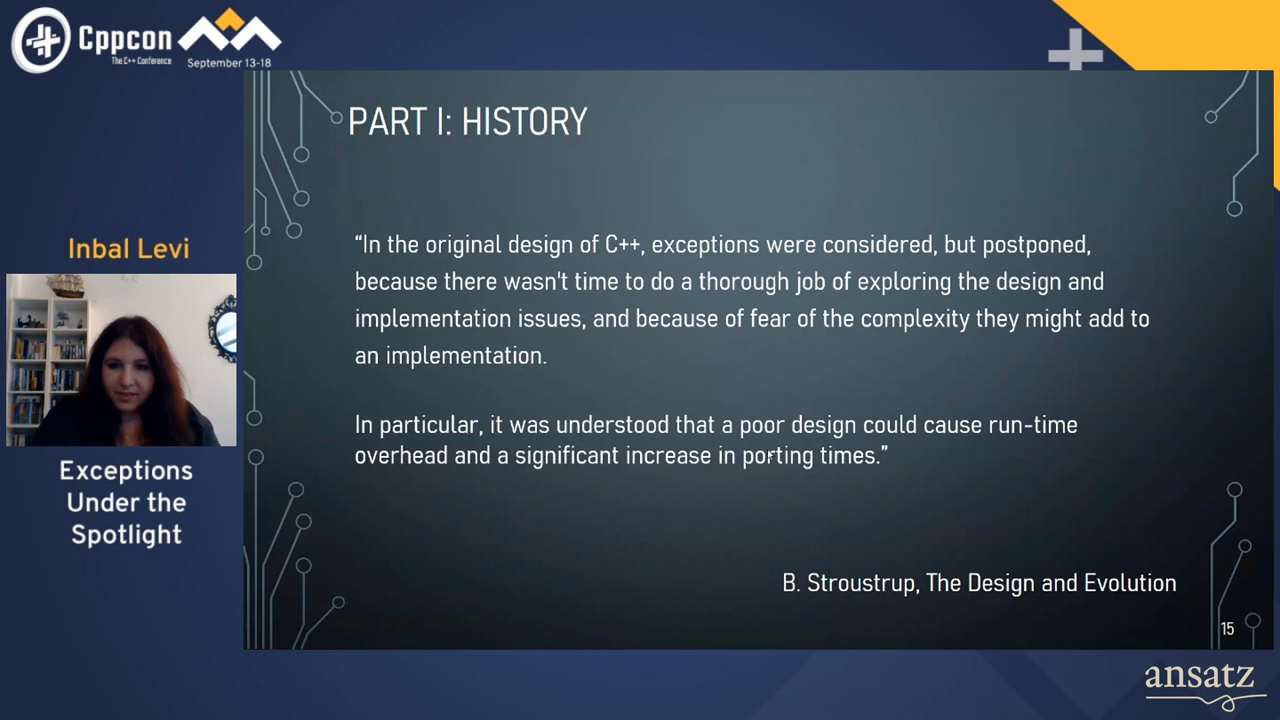 Cppcon
The C++ Conference
September 13-18
PART I: HISTORY
Inbal Levi
Exceptions
Under the
Spotlight
“In the original design of C++, exceptions were considered, but postponed,
because there wasn't time to do a thorough job of exploring the design and
implementation issues, and because of fear of the complexity they might add to
an implementation.
In particular, it was understood that a poor design could cause run-time
overhead and a significant increase in porting times.”
B. Stroustrup, The Design and Evolution
15
ansatz